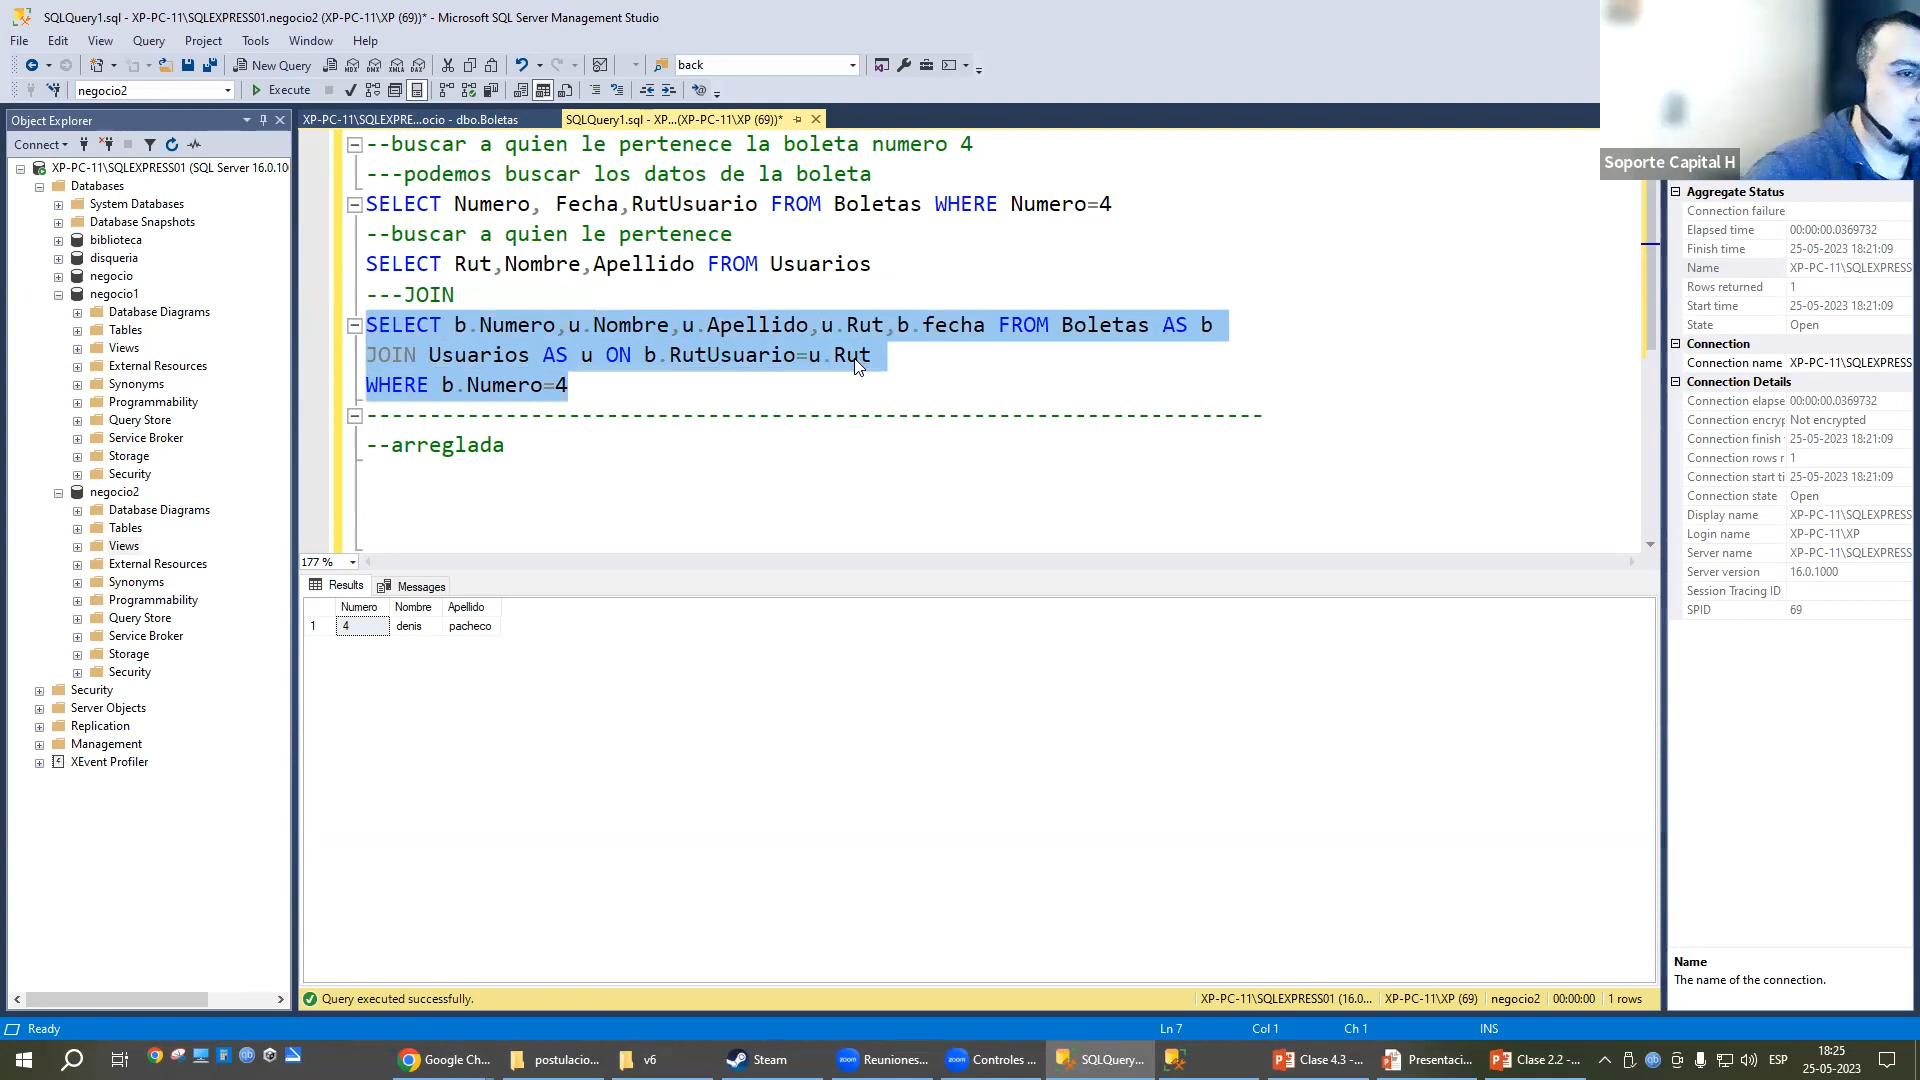 SQLQuery1.sql - XP-PC-11\SQLEXPRESS01.negocio2 (XP-PC-11\XP (69))* - Microsoft SQL Server Management Studio
File Edit View Query Project Tools Window Help
New Query
back
negocio2
Execute
Object Explorer
Connect
XP-PC-11\SQLEXPRESS01 (SQL Server 16.0.10
Databases
System Databases
Database Snapshots
biblioteca
disqueria
negocio
negocio1
Database Diagrams
Tables
Views
External Resources
Synonyms
Programmability
Query Store
Service Broker
Storage
Security
negocio2
Database Diagrams
Tables
Views
External Resources
Synonyms
Programmability
Query Store
Service Broker
Storage
Security
Security
Server Objects
Replication
Management
XEvent Profiler
XP-PC-11\SQLEXPRE...ocio - dbo.Boletas
SQLQuery1.sql - XP...(XP-PC-11\XP (69))*
--buscar a quien le pertenece la boleta numero 4
---podemos buscar los datos de la boleta
SELECT Numero, Fecha,RutUsuario FROM Boletas WHERE Numero=4
--buscar a quien le pertenece
SELECT Rut,Nombre,Apellido FROM Usuarios
---JOIN
SELECT b.Numero,u.Nombre,u.Apellido,u.Rut,b.fecha FROM Boletas AS b
JOIN Usuarios AS u ON b.RutUsuario=u.Rut
WHERE b.Numero=4
-----------------------------------------------------------------------
--arreglada
177 %
Results Messages
Numero Nombre Apellido
1 4 denis pacheco
Query executed successfully.
XP-PC-11\SQLEXPRESS01 (16.0... XP-PC-11\XP (69) negocio2 00:00:00 1 rows
Soporte Capital H
Aggregate Status
Connection failure
Elapsed time 00:00:00.0369732
Finish time 25-05-2023 18:21:09
Name XP-PC-11\SQLEXPRESS
Rows returned 1
Start time 25-05-2023 18:21:09
State Open
Connection
Connection name XP-PC-11\SQLEXPRESS
Connection Details
Connection elapse 00:00:00.0369732
Connection encryp Not encrypted
Connection finish 25-05-2023 18:21:09
Connection rows r 1
Connection start ti 25-05-2023 18:21:09
Connection state Open
Display name XP-PC-11\SQLEXPRESS
Login name XP-PC-11\XP
Server name XP-PC-11\SQLEXPRESS
Server version 16.0.1000
Session Tracing ID
SPID 69
Name
The name of the connection.
Ready
Ln 7 Col 1 Ch 1 INS
Google Ch... postulacio... v6 Steam Reuniones... Controles ... SQLQuery... Clase 4.3 -... Presentaci... Clase 2.2 -... ESP
18:25
25-05-2023